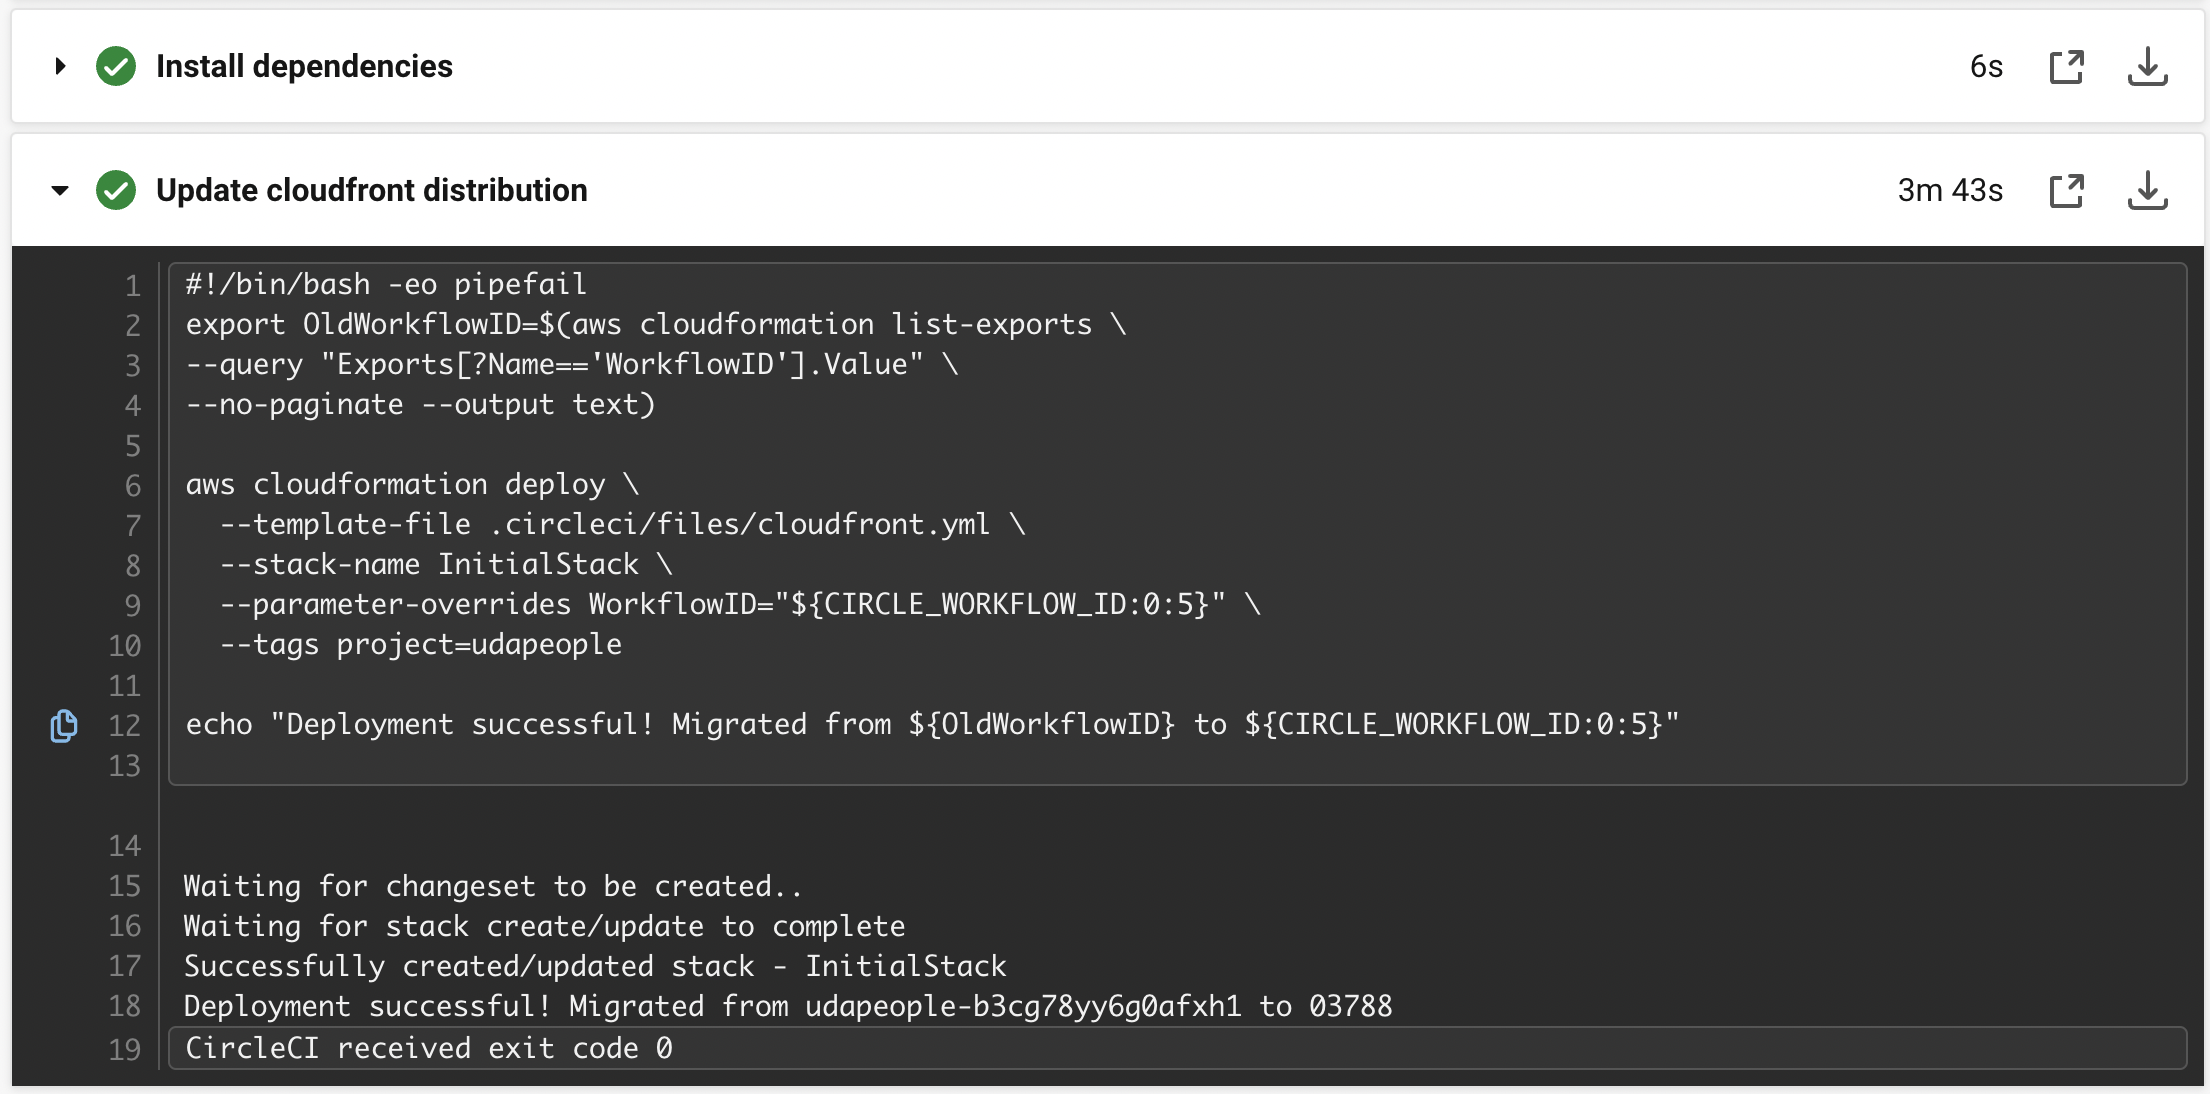 Install dependencies 6s
Update cloudfront distribution 3m 43s
1 #!/bin/bash -eo pipefail
2 export OldWorkflowID=$(aws cloudformation list-exports \
3 --query "Exports[?Name=='WorkflowID'].Value" \
4 --no-paginate --output text)
5
6 aws cloudformation deploy \
7   --template-file .circleci/files/cloudfront.yml \
8   --stack-name InitialStack \
9   --parameter-overrides WorkflowID="${CIRCLE_WORKFLOW_ID:0:5}" \
10   --tags project=udapeople
11
12 echo "Deployment successful! Migrated from ${OldWorkflowID} to ${CIRCLE_WORKFLOW_ID:0:5}"
13
14
15 Waiting for changeset to be created..
16 Waiting for stack create/update to complete
17 Successfully created/updated stack - InitialStack
18 Deployment successful! Migrated from udapeople-b3cg78yy6g0afxh1 to 03788
19 CircleCI received exit code 0